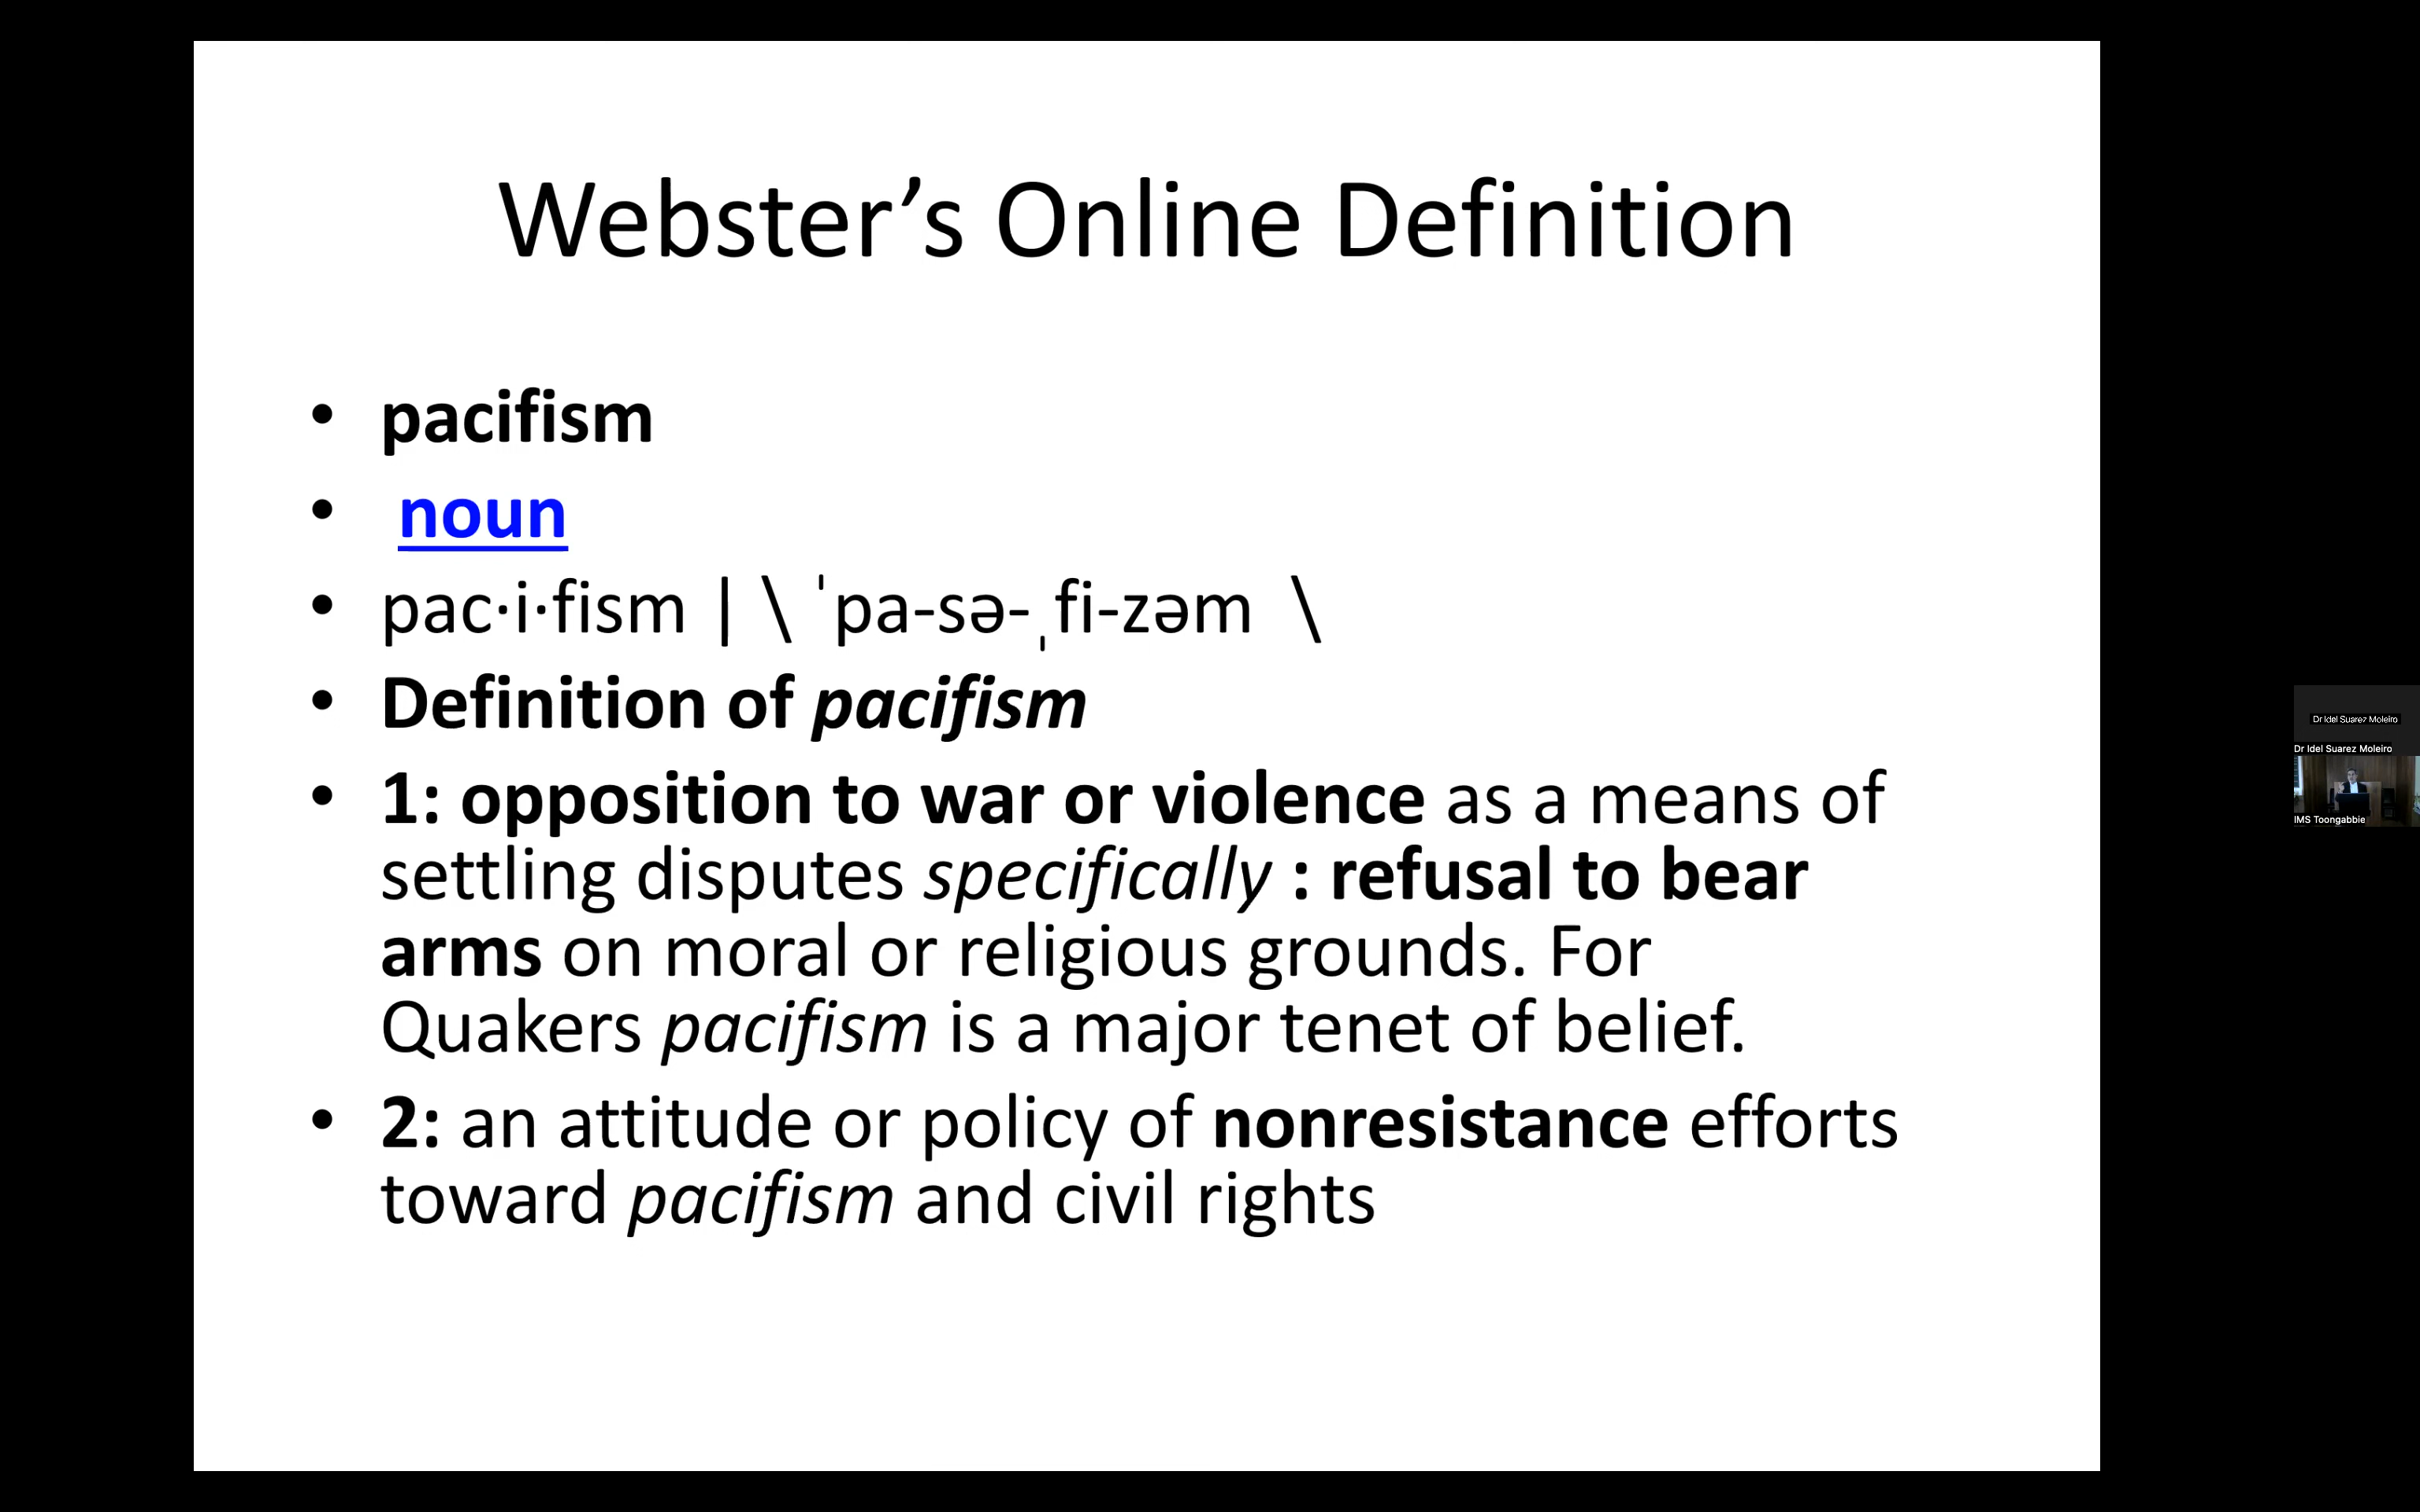 Webster’s Online Definition
• pacifism
• noun
• pac·i·fism | \ ˈpa-sə-ˌfi-zəm \
• Definition of pacifism
• 1: opposition to war or violence as a means of
settling disputes specifically : refusal to bear
arms on moral or religious grounds. For
Quakers pacifism is a major tenet of belief.
• 2: an attitude or policy of nonresistance efforts
toward pacifism and civil rights
Dr Idel Suarez Moleiro
Dr Idel Suarez Moleiro
IMS Toongabbie